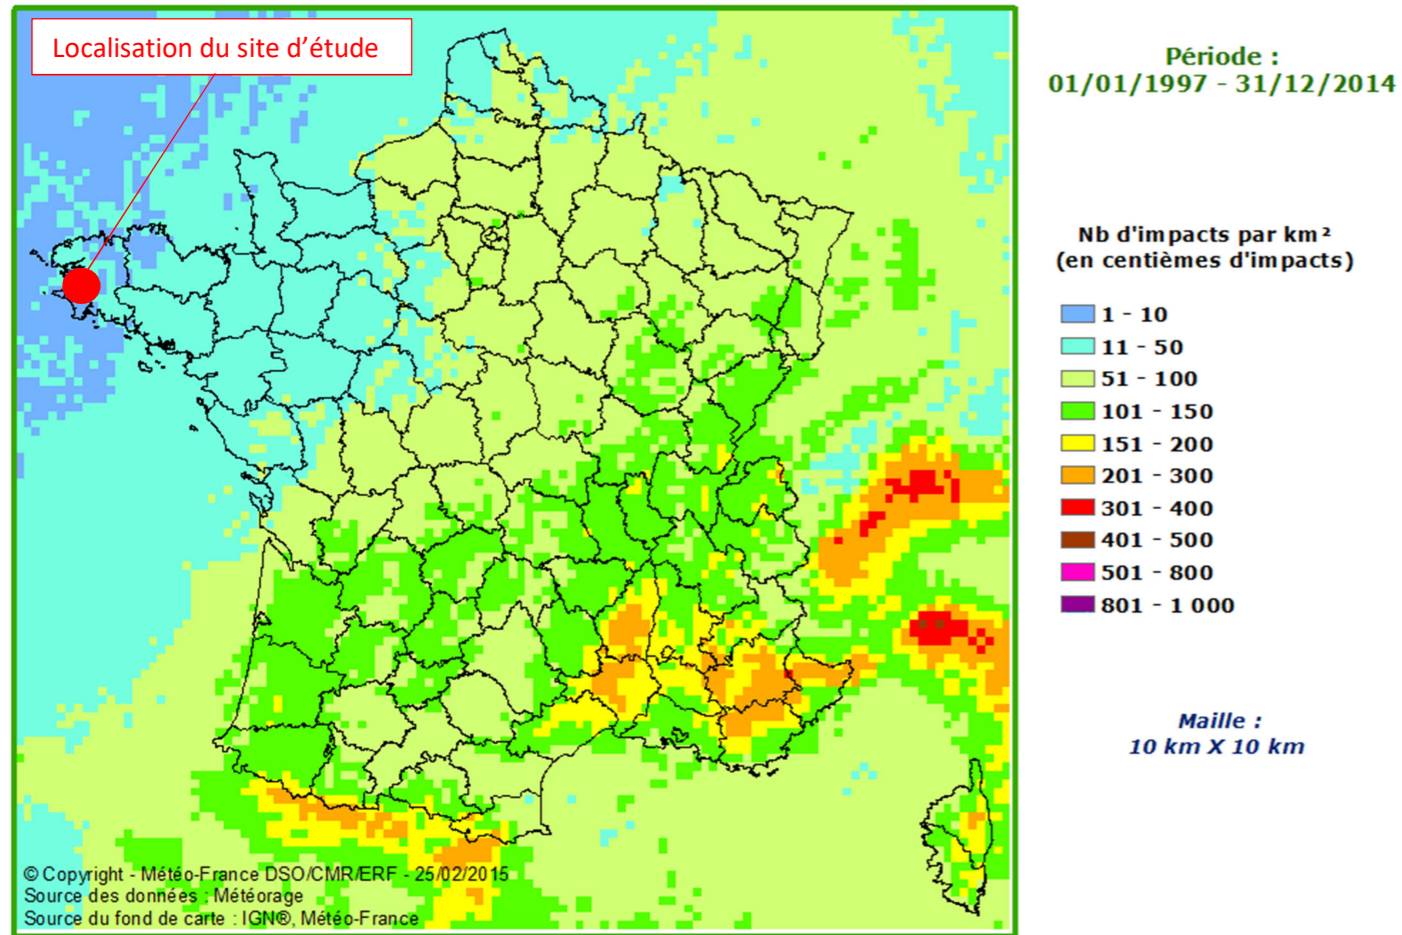 Localisation du site d'étude
Période :
01/01/1997 - 31/12/2014
Nb d'impacts par km²
(en centièmes d'impacts)
1 - 10
11 - 50
51 - 100
101 - 150
151 - 200
201 - 300
301 - 400
401 - 500
501 - 800
801 - 1 000
Maille :
10 km X 10 km
© Copyright - Météo-France DSO/CMR/ERF - 25/02/2015
Source des données : Météorage
Source du fond de carte : IGN®, Météo-France